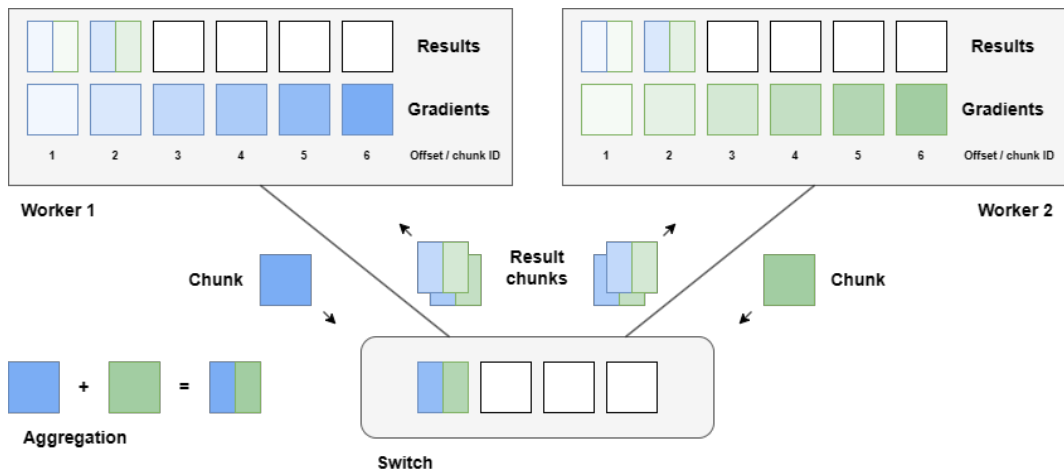 Results
Gradients
1 2 3 4 5 6 Offset / chunk ID
Worker 1
Results
Gradients
1 2 3 4 5 6 Offset / chunk ID
Worker 2
Chunk
Result
chunks
Chunk
+ =
Aggregation
Switch